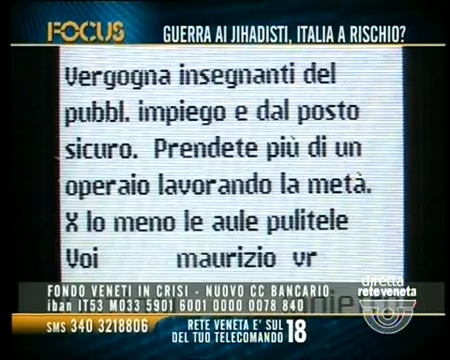 FOCUS
GUERRA AI JIHADISTI, ITALIA A RISCHIO?
Vergogna insegnanti del
pubbl. impiego e dal posto
sicuro. Prendete più di un
operaio lavorando la metà.
X lo meno le aule pulitele
Voi maurizio vr
diretta
reteveneta
FONDO VENETI IN CRISI - NUOVO CC BANCARIO
iban IT53 M033 5901 6001 0000 0078 840
SMS 340 3218806
RETE VENETA E' SUL
DEL TUO TELECOMANDO
18